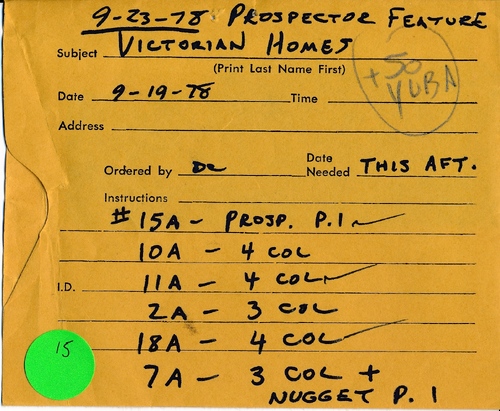 9-23-78 PROSPECTOR FEATURE
Subject VICTORIAN HOMES
(Print Last Name First)
+50 YUBA
Date 9-19-78 Time
Address
Ordered by DC Date Needed THIS AFT.
Instructions
# 15A - PROSP. P.1 ✓
10A - 4 COL
I.D. 11A - 4 COL ✓
2A - 3 COL
18A - 4 COL ✓
7A - 3 COL +
NUGGET P. 1
15